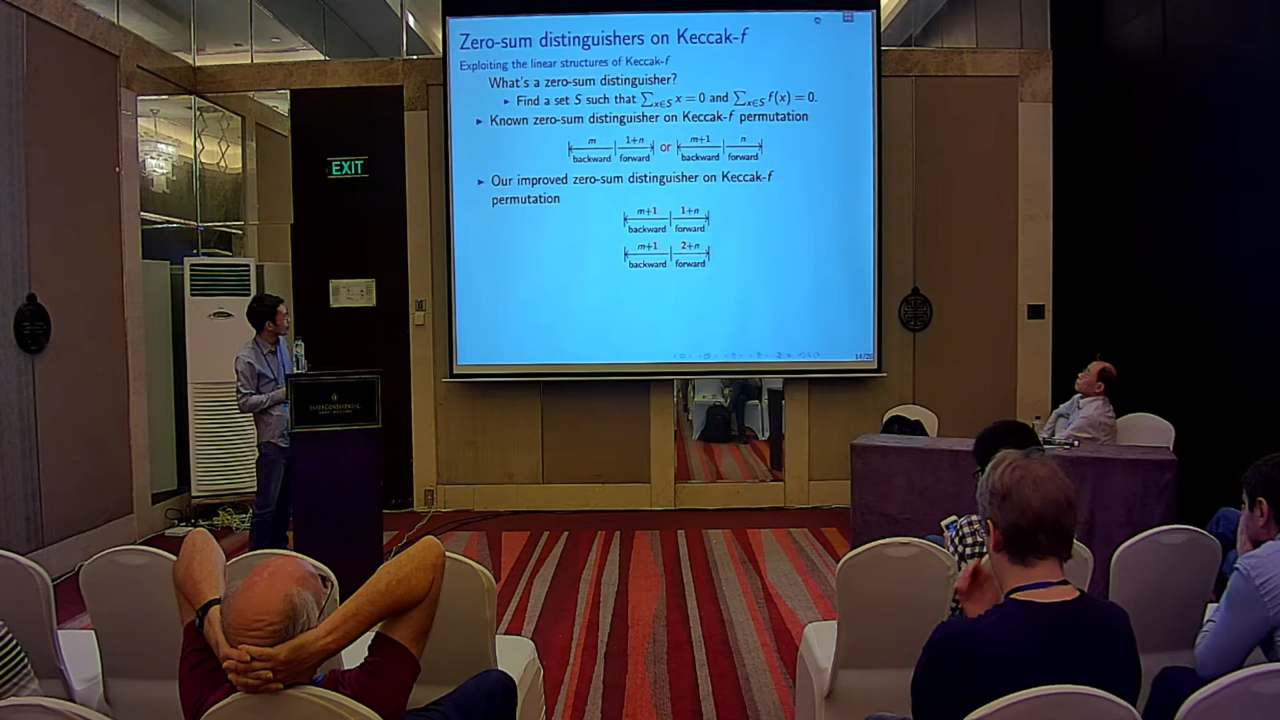 Zero-sum distinguishers on Keccak-f
Exploiting the linear structures of Keccak-f
What's a zero-sum distinguisher?
► Find a set S such that ∑x∈S x = 0 and ∑x∈S f(x) = 0.
► Known zero-sum distinguisher on Keccak-f permutation
m 1+n or m+1 n
backward forward backward forward
► Our improved zero-sum distinguisher on Keccak-f
permutation
m+1 1+n
backward forward
m+1 2+n
backward forward
EXIT
INTERCONTINENTAL